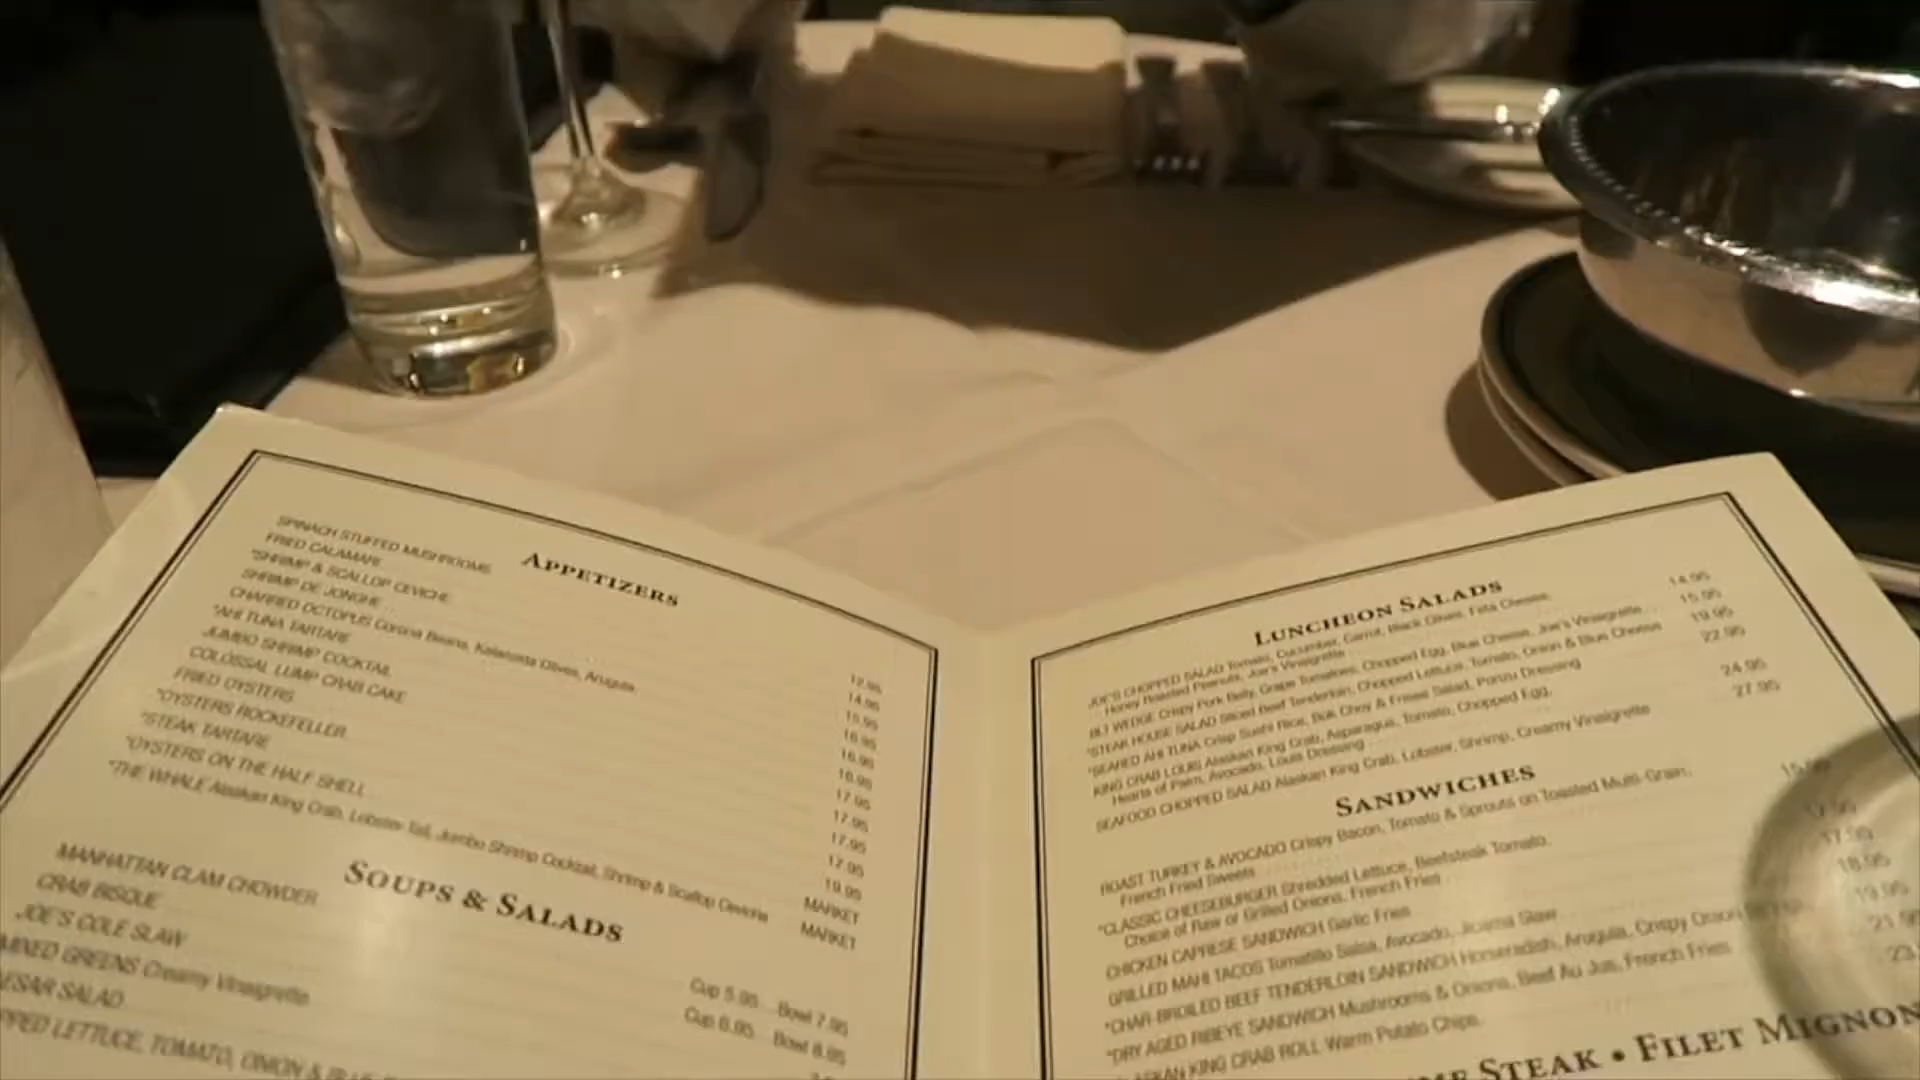 APPETIZERS
SPINACH STUFFED MUSHROOMS
FRIED CALAMARI
*SHRIMP & SCALLOP CEVICHE
SHRIMP DE JONGHE
CHARRED OCTOPUS Corona Beans, Kalamata Olives, Arugula
*AHI TUNA TARTARE
JUMBO SHRIMP COCKTAIL
COLOSSAL LUMP CRAB CAKE
FRIED OYSTERS
*OYSTERS ROCKEFELLER
*STEAK TARTARE
*OYSTERS ON THE HALF SHELL
*THE WHALE Alaskan King Crab, Lobster Tail, Jumbo Shrimp Cocktail, Shrimp & Scallop Ceviche
12.95
14.95
15.95
16.95
16.95
16.95
17.95
17.95
17.95
17.95
19.95
MARKET
MARKET
SOUPS & SALADS
MANHATTAN CLAM CHOWDER
CRAB BISQUE
JOE'S COLE SLAW
MIXED GREENS Creamy Vinaigrette
ESAR SALAD
PPED LETTUCE, TOMATO, ONION &
Cup 5.95 Bowl 7.95
Cup 6.95 Bowl 8.95
LUNCHEON SALADS
JOE'S CHOPPED SALAD Tomato, Cucumber, Carrot, Black Olives, Feta Cheese,
Honey Roasted Peanuts, Joe's Vinaigrette
14.95
BLT WEDGE Crispy Pork Belly, Grape Tomatoes, Chopped Egg, Blue Cheese, Joe's Vinaigrette
15.95
*STEAK HOUSE SALAD Sliced Beef Tenderloin, Chopped Lettuce, Tomato, Onion & Blue Cheese
19.95
*SEARED AHI TUNA Crisp Sushi Rice, Bok Choy & Frisee Salad, Ponzu Dressing
22.95
KING CRAB LOUIS Alaskan King Crab, Asparagus, Tomato, Chopped Egg,
Hearts of Palm, Avocado, Louis Dressing
24.95
SEAFOOD CHOPPED SALAD Alaskan King Crab, Lobster, Shrimp, Creamy Vinaigrette
27.95
SANDWICHES
ROAST TURKEY & AVOCADO Crispy Bacon, Tomato & Sprouts on Toasted Multi-Grain,
French Fried Sweets
*CLASSIC CHEESEBURGER Shredded Lettuce, Beefsteak Tomato,
Choice of Raw or Grilled Onions, French Fries
CHICKEN CAPRESE SANDWICH Garlic Fries
GRILLED MAHI TACOS Tomatillo Salsa, Avocado, Jicama Slaw
*CHAR-BROILED BEEF TENDERLOIN SANDWICH Horseradish, Arugula, Crispy Onion
*DRY AGED RIBEYE SANDWICH Mushrooms & Onions, Beef Au Jus, French Fries
ASKAN KING CRAB ROLL Warm Potato Chips
17.95
18.95
19.95
STEAK • FILET MIGNON